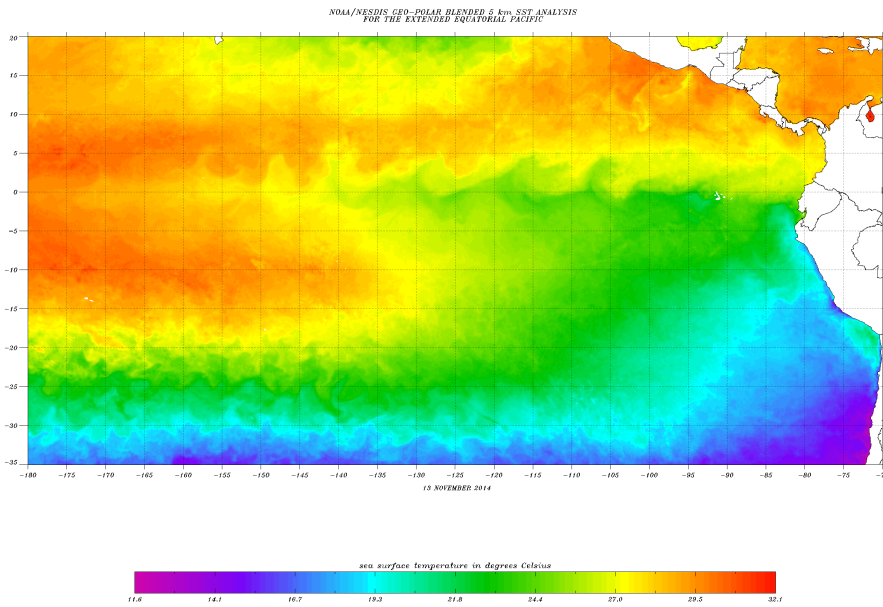 NOAA/NESDIS GEO-POLAR BLENDED 5 km SST ANALYSIS
FOR THE EXTENDED EQUATORIAL PACIFIC
20
15
10
5
0
-5
-10
-15
-20
-25
-30
-35
-180 -175 -170 -165 -160 -155 -150 -145 -140 -135 -130 -125 -120 -115 -110 -105 -100 -95 -90 -85 -80 -75 -7
13 NOVEMBER 2014
sea surface temperature in degrees Celsius
11.6 14.1 16.7 19.3 21.8 24.4 27.0 29.5 32.1